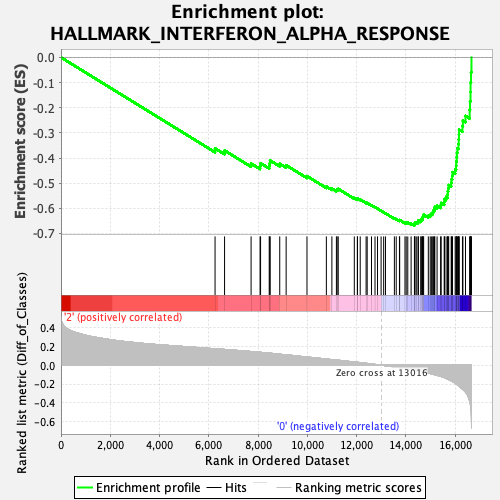 Enrichment plot:
HALLMARK_INTERFERON_ALPHA_RESPONSE
Enrichment score (ES)
0.0
-0.1
-0.2
-0.3
-0.4
-0.5
-0.6
-0.7
'2' (positively correlated)
Ranked list metric (Diff_of_Classes)
0.4
0.2
0.0
-0.2
-0.4
-0.6
Zero cross at 13016
'0' (negatively correlated)
0 2,000 4,000 6,000 8,000 10,000 12,000 14,000 16,000
Rank in Ordered Dataset
Enrichment profile Hits Ranking metric scores